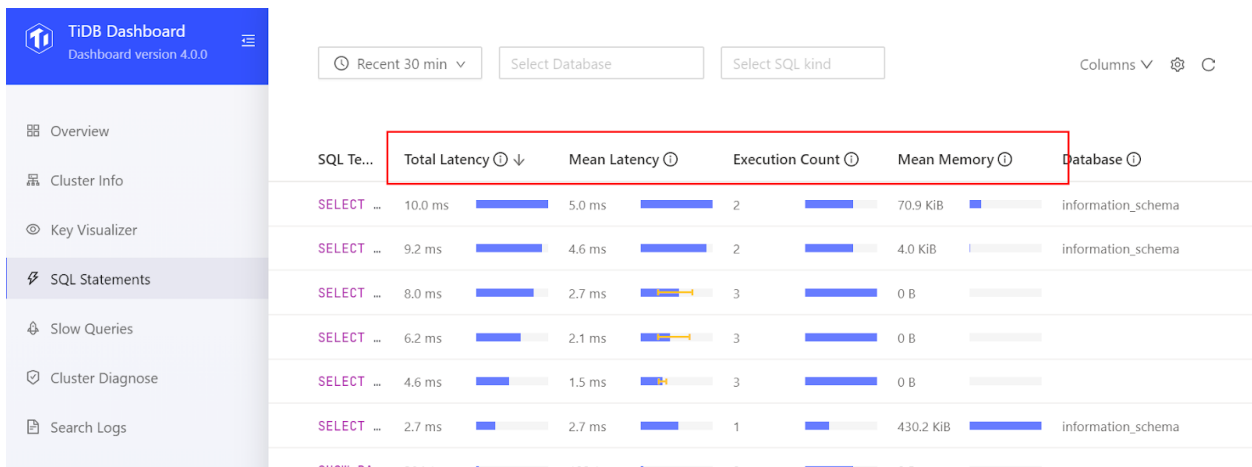 TiDB Dashboard
Dashboard version 4.0.0
Recent 30 min Select Database Select SQL kind Columns
Overview
Cluster Info
Key Visualizer
SQL Statements
Slow Queries
Cluster Diagnose
Search Logs
SQL Te... Total Latency Mean Latency Execution Count Mean Memory Database
SELECT ... 10.0 ms 5.0 ms 2 70.9 KiB information_schema
SELECT ... 9.2 ms 4.6 ms 2 4.0 KiB information_schema
SELECT ... 8.0 ms 2.7 ms 3 0 B
SELECT ... 6.2 ms 2.1 ms 3 0 B
SELECT ... 4.6 ms 1.5 ms 3 0 B
SELECT ... 2.7 ms 2.7 ms 1 430.2 KiB information_schema